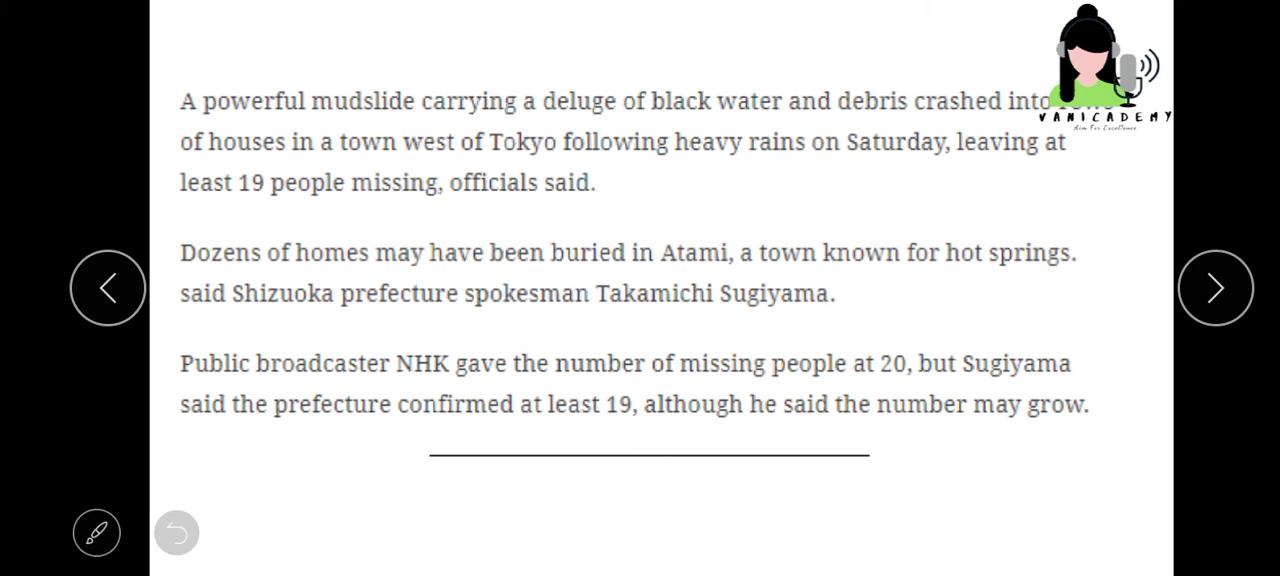 A powerful mudslide carrying a deluge of black water and debris crashed into
of houses in a town west of Tokyo following heavy rains on Saturday, leaving at
least 19 people missing, officials said.
Dozens of homes may have been buried in Atami, a town known for hot springs.
said Shizuoka prefecture spokesman Takamichi Sugiyama.
Public broadcaster NHK gave the number of missing people at 20, but Sugiyama
said the prefecture confirmed at least 19, although he said the number may grow.
VANICADEMY
Aim For Excellence